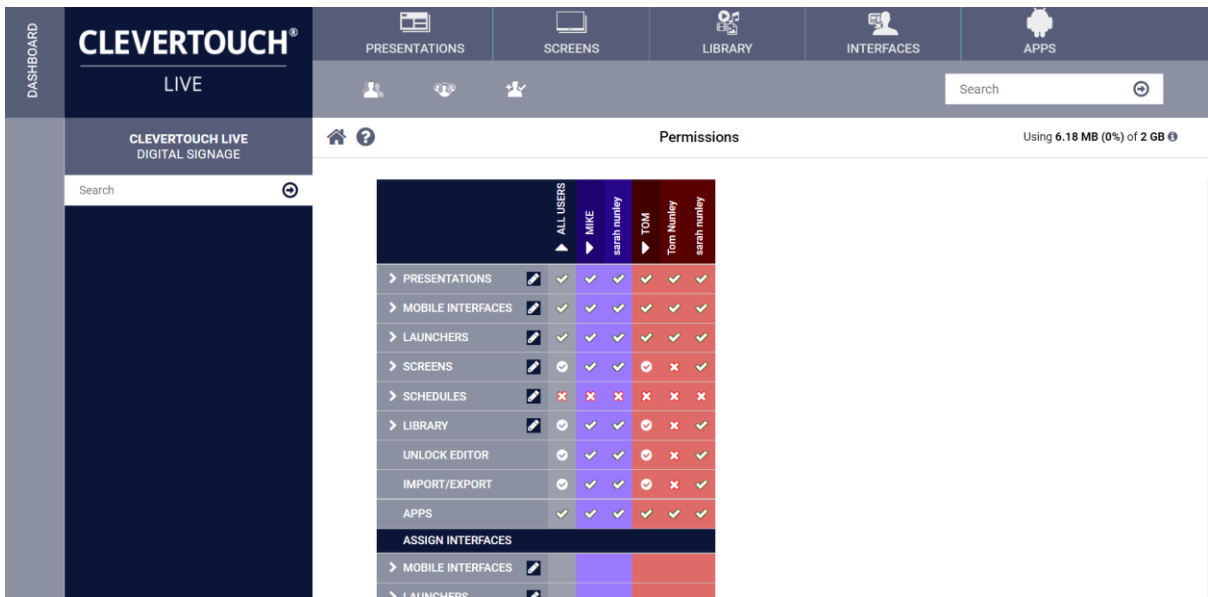 DASHBOARD
CLEVERTOUCH®
LIVE
PRESENTATIONS
SCREENS
LIBRARY
INTERFACES
APPS
Search
CLEVERTOUCH LIVE
DIGITAL SIGNAGE
Search
Permissions
Using 6.18 MB (0%) of 2 GB
ALL USERS
MIKE
sarah nunley
TOM
Tom Nunley
sarah nunley
PRESENTATIONS
MOBILE INTERFACES
LAUNCHERS
SCREENS
SCHEDULES
LIBRARY
UNLOCK EDITOR
IMPORT/EXPORT
APPS
ASSIGN INTERFACES
MOBILE INTERFACES
LAUNCHERS